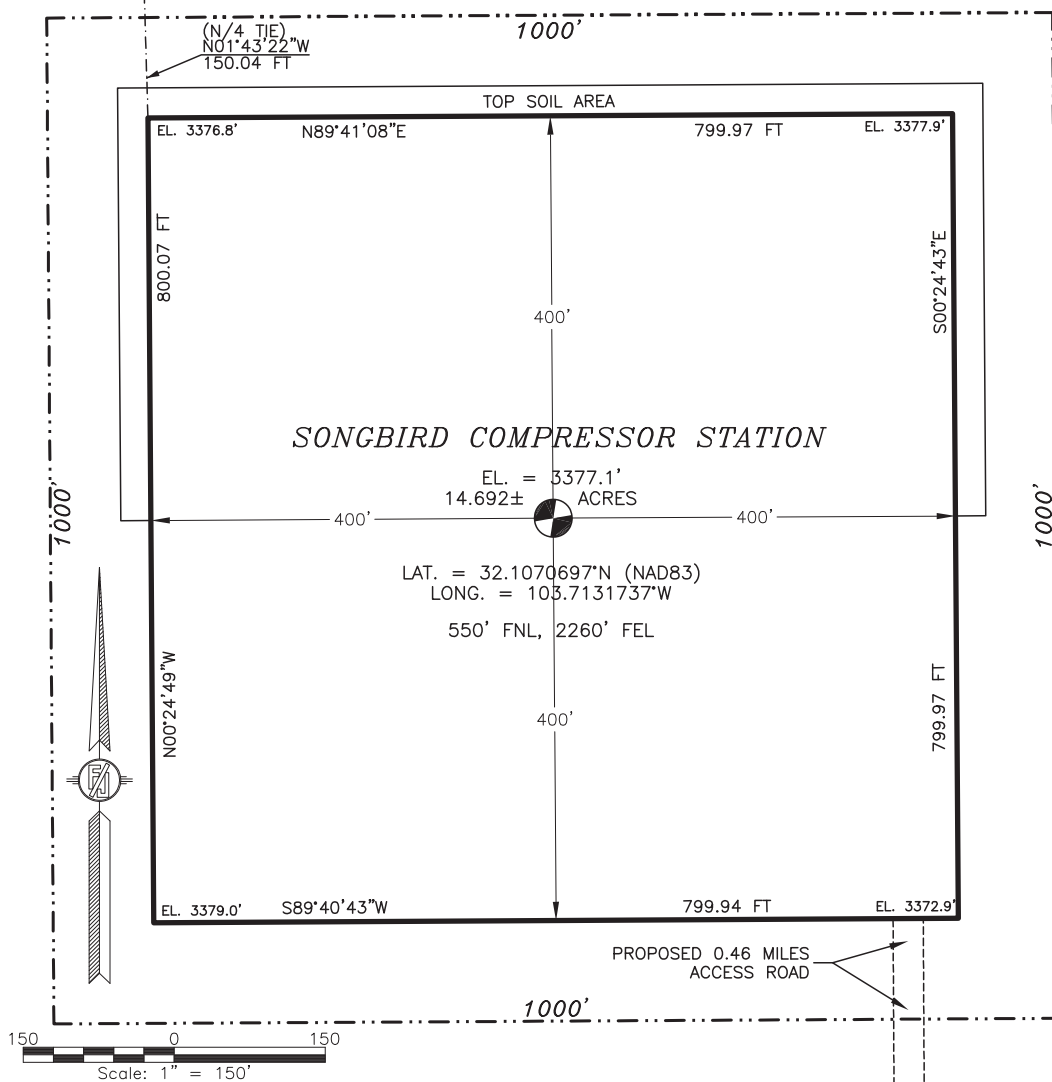 1000'
(N/4 TIE)
N01°43'22"W
150.04 FT
TOP SOIL AREA
EL. 3376.8'
N89°41'08"E
799.97 FT
EL. 3377.9'
800.07 FT
S00°24'43"E
400'
SONGBIRD COMPRESSOR STATION
EL. = 3377.1'
14.692± ACRES
1000'
400'
400'
1000'
LAT. = 32.1070697°N (NAD83)
LONG. = 103.7131737°W
550' FNL, 2260' FEL
N00°24'49"W
400'
799.97 FT
EL. 3379.0'
S89°40'43"W
799.94 FT
EL. 3372.9'
PROPOSED 0.46 MILES
ACCESS ROAD
1000'
150 0 150
Scale: 1" = 150'